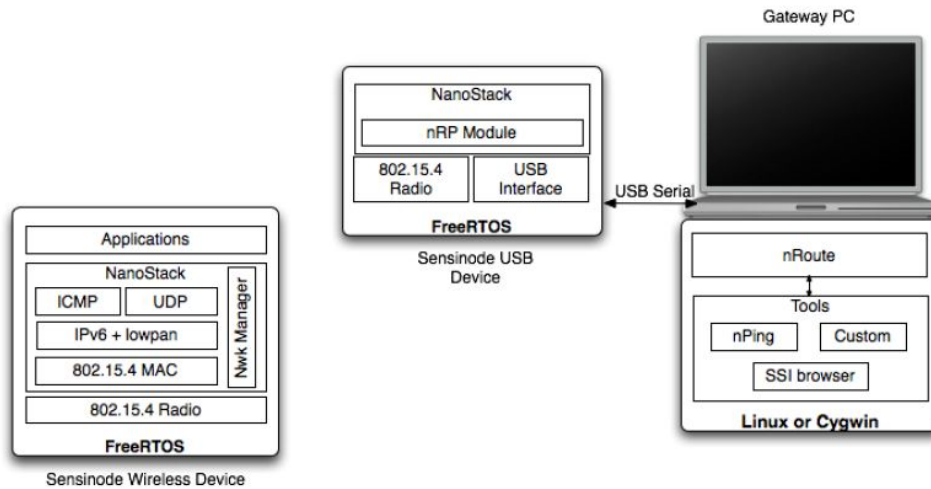 Gateway PC
NanoStack
nRP Module
802.15.4
Radio
USB
Interface
FreeRTOS
Sensinode USB
Device
USB Serial
nRoute
Tools
nPing
Custom
SSI browser
Linux or Cygwin
Applications
NanoStack
ICMP
UDP
IPv6 + lowpan
802.15.4 MAC
Nwk Manager
802.15.4 Radio
FreeRTOS
Sensinode Wireless Device